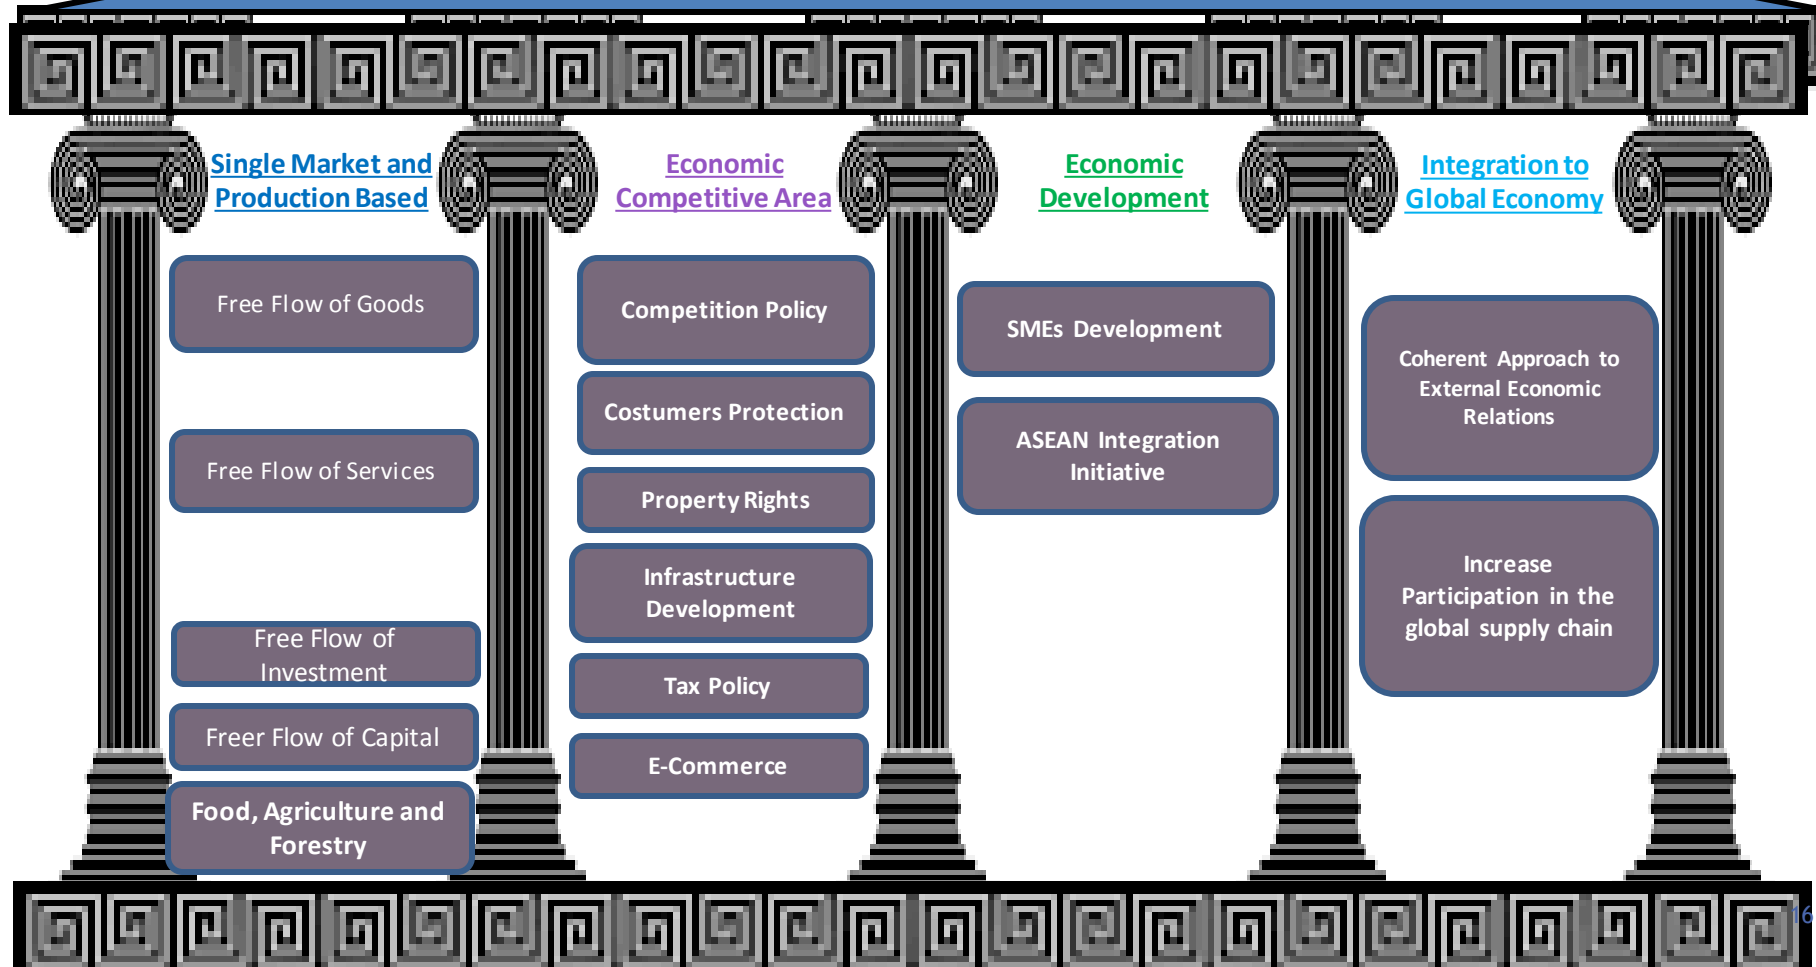 Single Market and
Production Based
Free Flow of Goods
Free Flow of Services
Free Flow of
Investment
Freer Flow of Capital
Food, Agriculture and
Forestry
Economic
Competitive Area
Competition Policy
Costumers Protection
Property Rights
Infrastructure
Development
Tax Policy
E-Commerce
Economic
Development
SMEs Development
ASEAN Integration
Initiative
Integration to
Global Economy
Coherent Approach to
External Economic
Relations
Increase
Participation in the
global supply chain
16